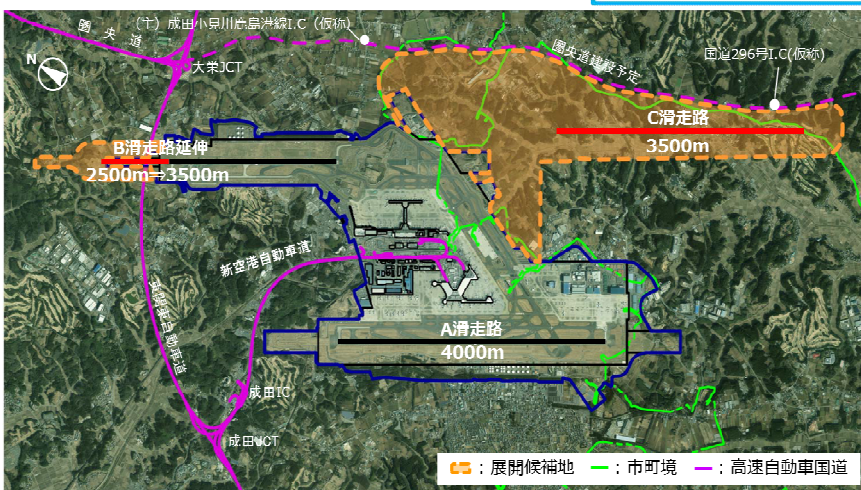 圏央道
(主)成田小見川鹿島港線I.C(仮称)
N
大栄JCT
圏央道建設予定
国道296号I.C(仮称)
C滑走路
3500m
B滑走路延伸
2500m⇒3500m
新空港自動車道
東関東自動車道
A滑走路
4000m
成田IC
成田JCT
:展開候補地
:市町境
:高速自動車国道